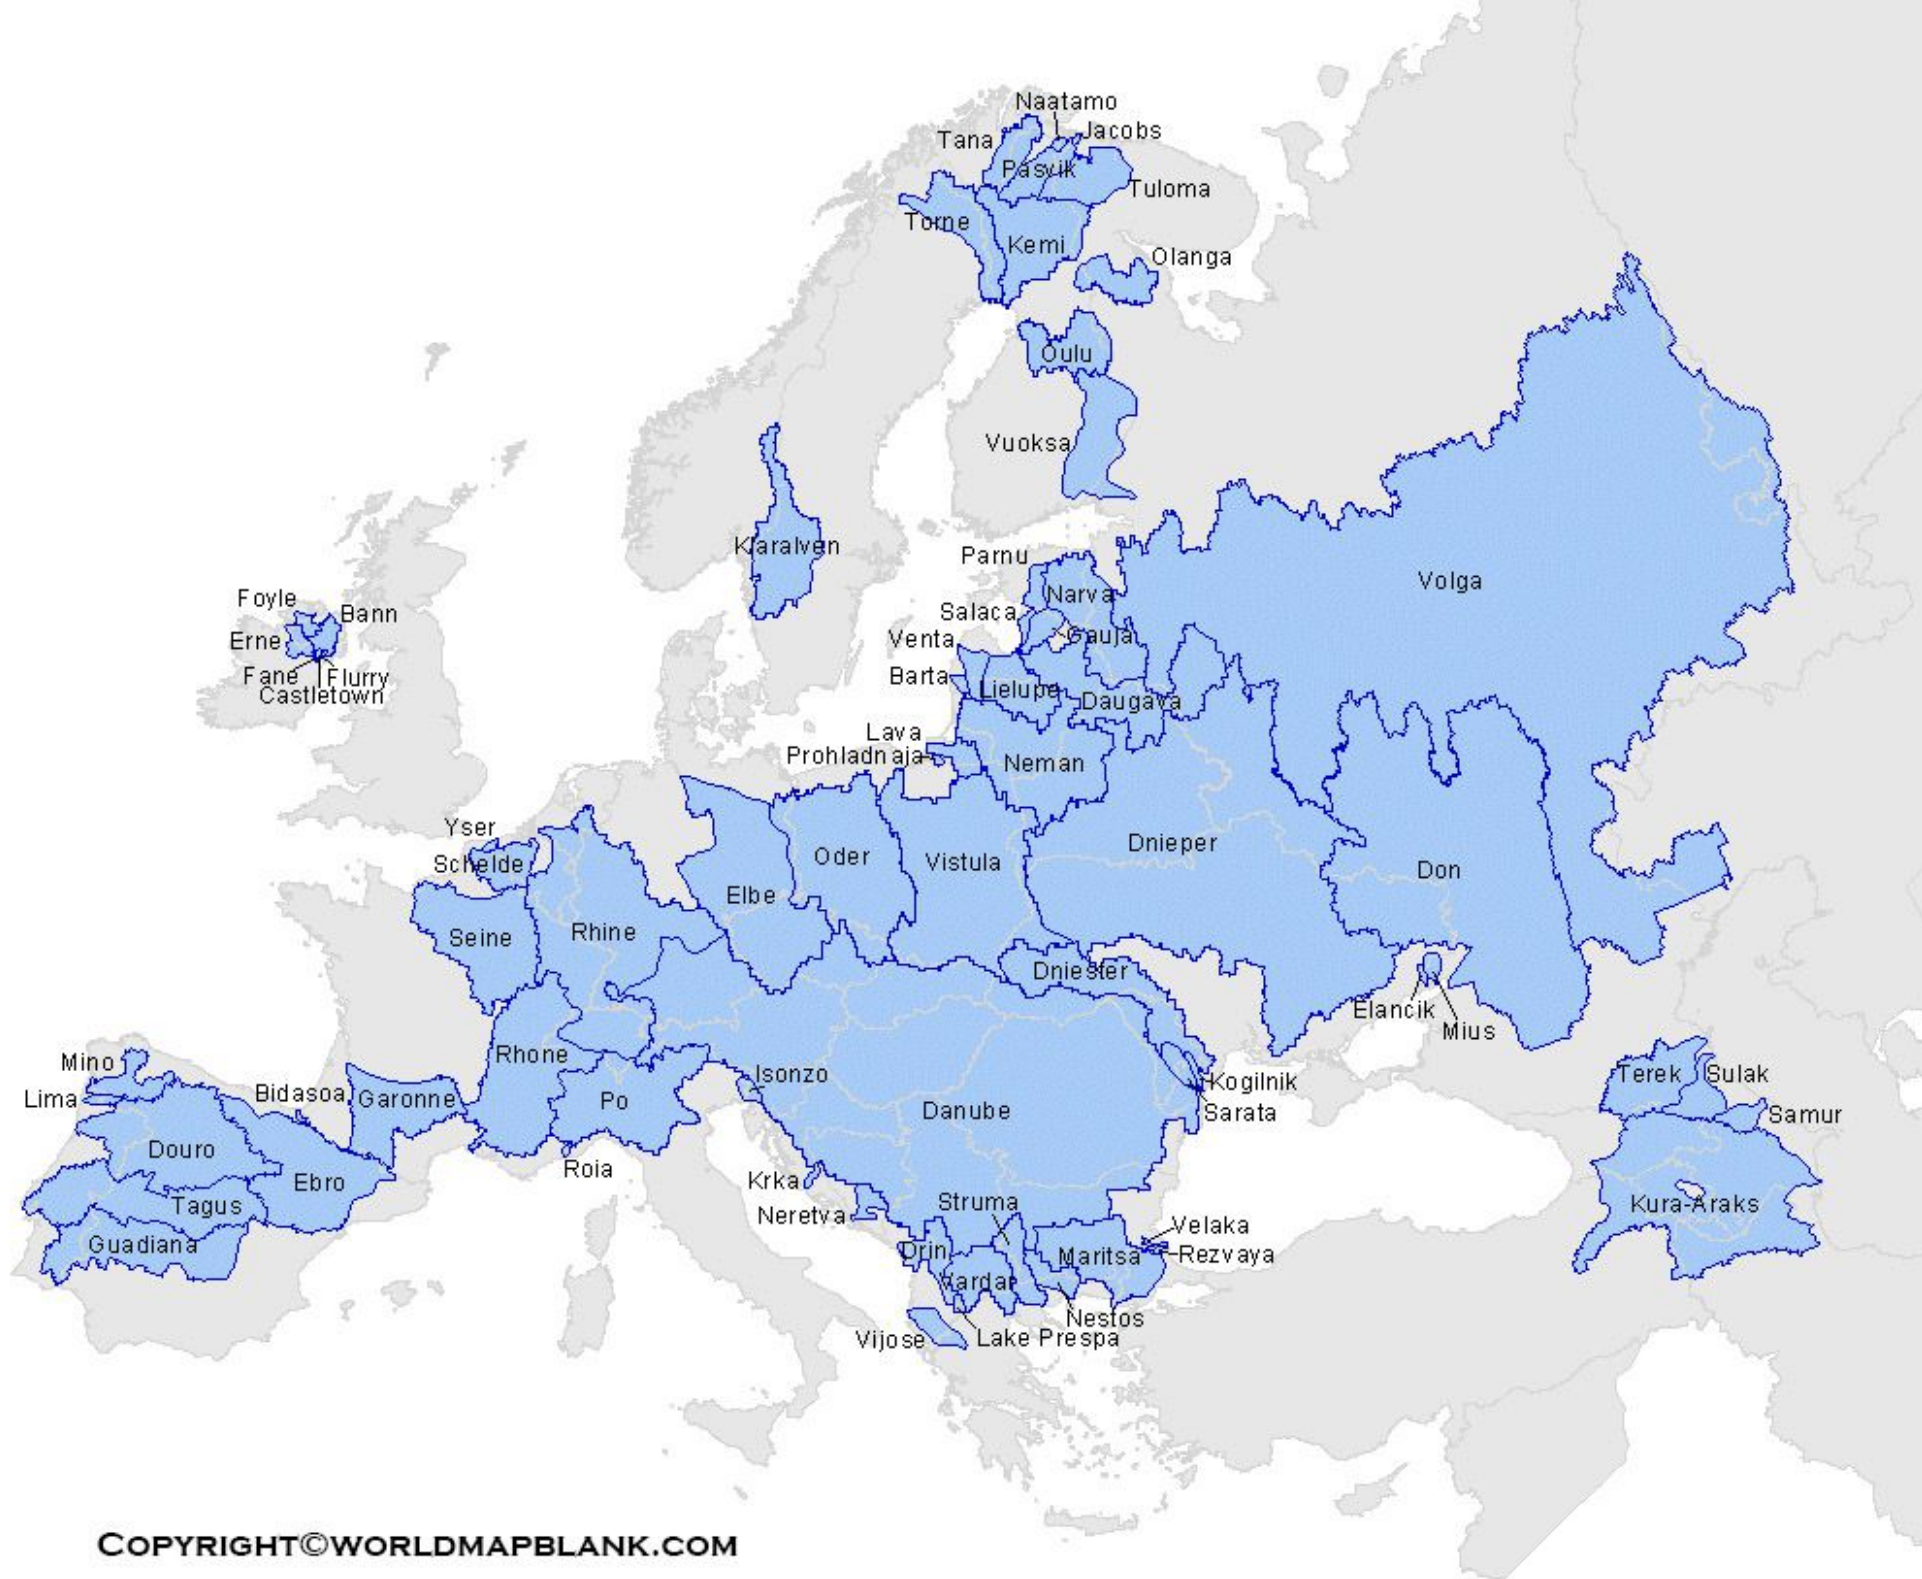 Naatamo
Jacobs
Tana
Pasvik
Tuloma
Torne
Kemi
Olanga
Oulu
Vuoksa
Klaralven
Parnu
Narva
Volga
Salaca
Gauja
Venta
Barta
Lielupe
Daugava
Foyle
Bann
Erne
Fane
Flurry
Castletown
Lava
Prohladnaja
Neman
Yser
Schelde
Oder
Vistula
Dnieper
Don
Elbe
Seine
Rhine
Dniester
Elancik
Mius
Mino
Lima
Bidasoa
Garonne
Rhone
Po
Isonzo
Danube
Kogilnik
Sarata
Terek
Sulak
Samur
Douro
Ebro
Tagus
Guadiana
Roia
Krka
Neretva
Struma
Kura-Araks
Drin
Vardar
Maritsa
Velaka
Rezvaya
Nestos
Lake Prespa
Vijose
COPYRIGHT©WORLDMAPBLANK.COM